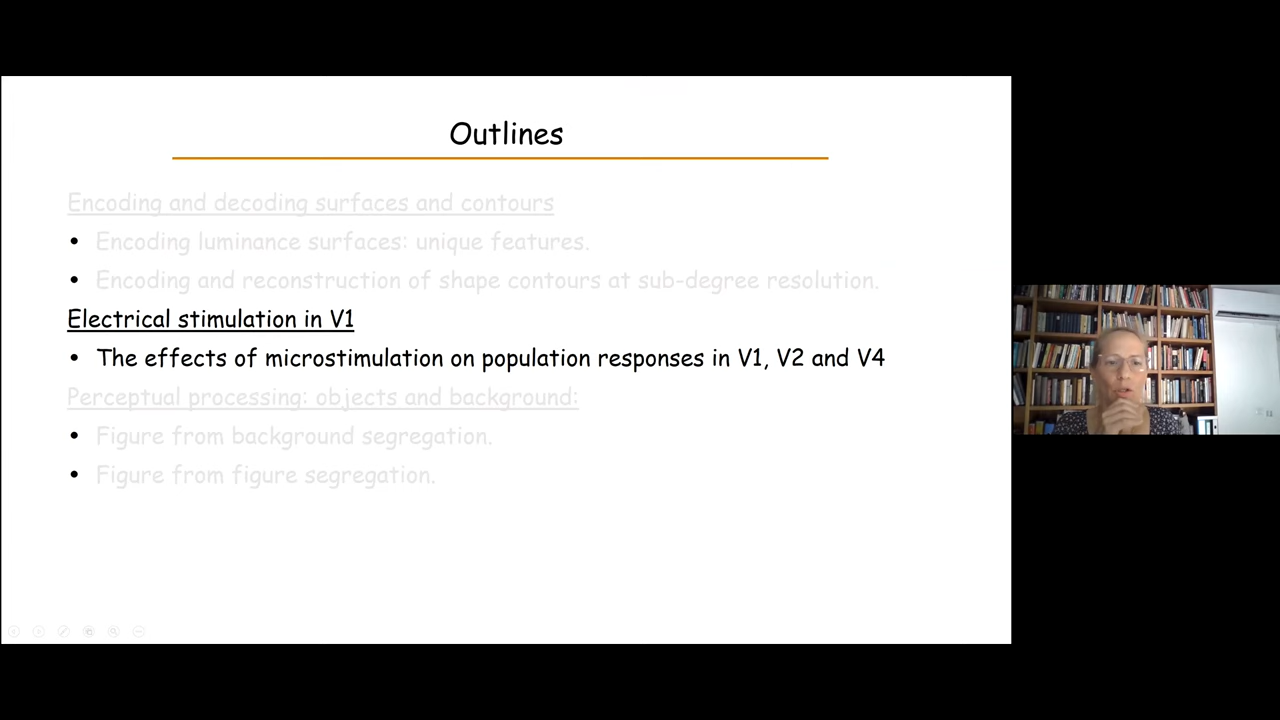 Outlines
Encoding and decoding surfaces and contours
• Encoding luminance surfaces: unique features.
• Encoding and reconstruction of shape contours at sub-degree resolution.
Electrical stimulation in V1
• The effects of microstimulation on population responses in V1, V2 and V4
Perceptual processing: objects and background:
• Figure from background segregation.
• Figure from figure segregation.